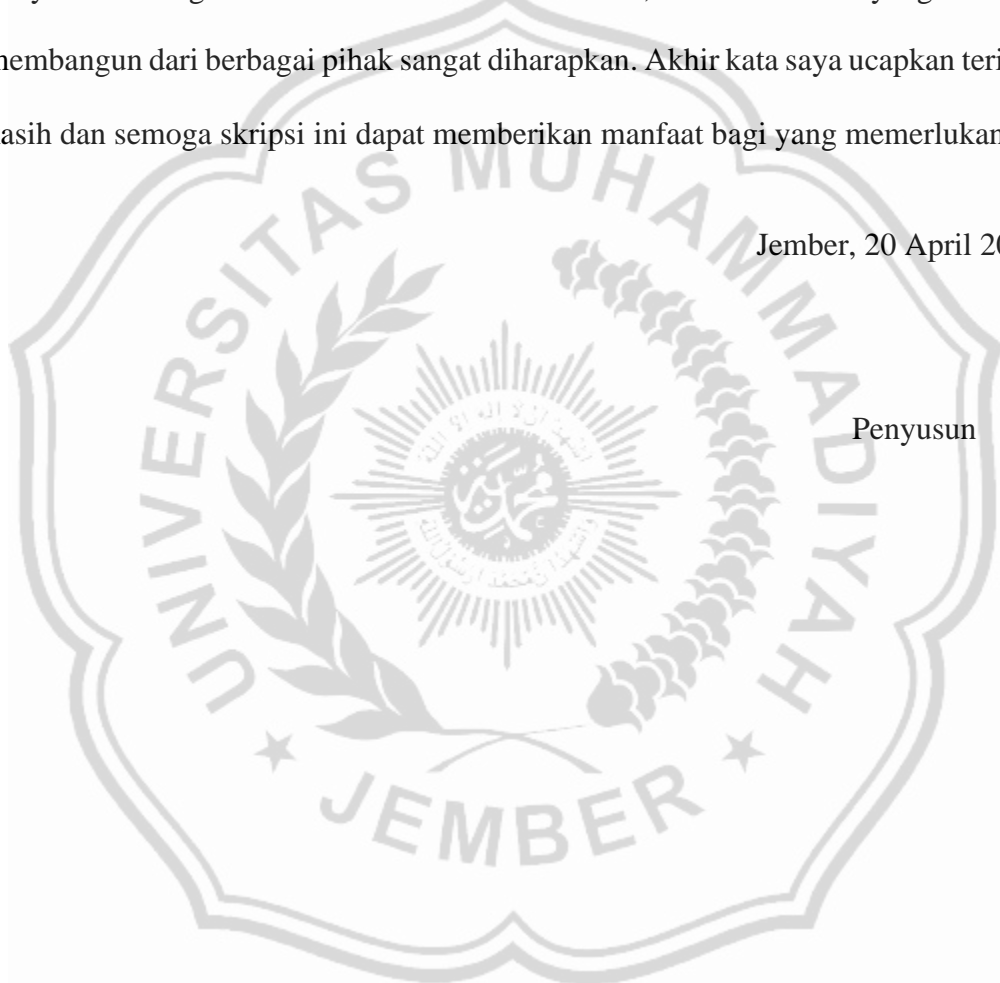 membangun dari berbagai pihak sangat diharapkan. Akhir kata saya ucapkan teri
asih dan semoga skripsi ini dapat memberikan manfaat bagi yang memerlukan
Jember, 20 April 20
Penyusun
UNIVERSITAS MUHAMMADIYAH
JEMBER